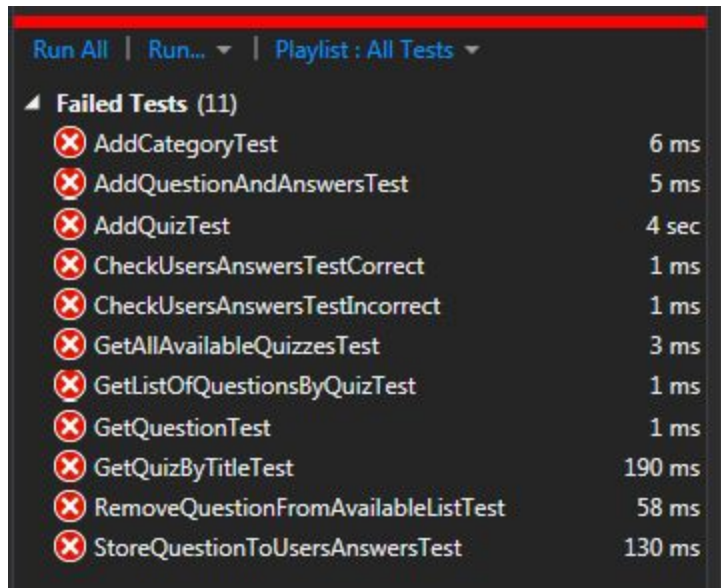 Run All | Run... | Playlist : All Tests
Failed Tests (11)
AddCategoryTest 6 ms
AddQuestionAndAnswersTest 5 ms
AddQuizTest 4 sec
CheckUsersAnswersTestCorrect 1 ms
CheckUsersAnswersTestIncorrect 1 ms
GetAllAvailableQuizzesTest 3 ms
GetListOfQuestionsByQuizTest 1 ms
GetQuestionTest 1 ms
GetQuizByTitleTest 190 ms
RemoveQuestionFromAvailableListTest 58 ms
StoreQuestionToUsersAnswersTest 130 ms